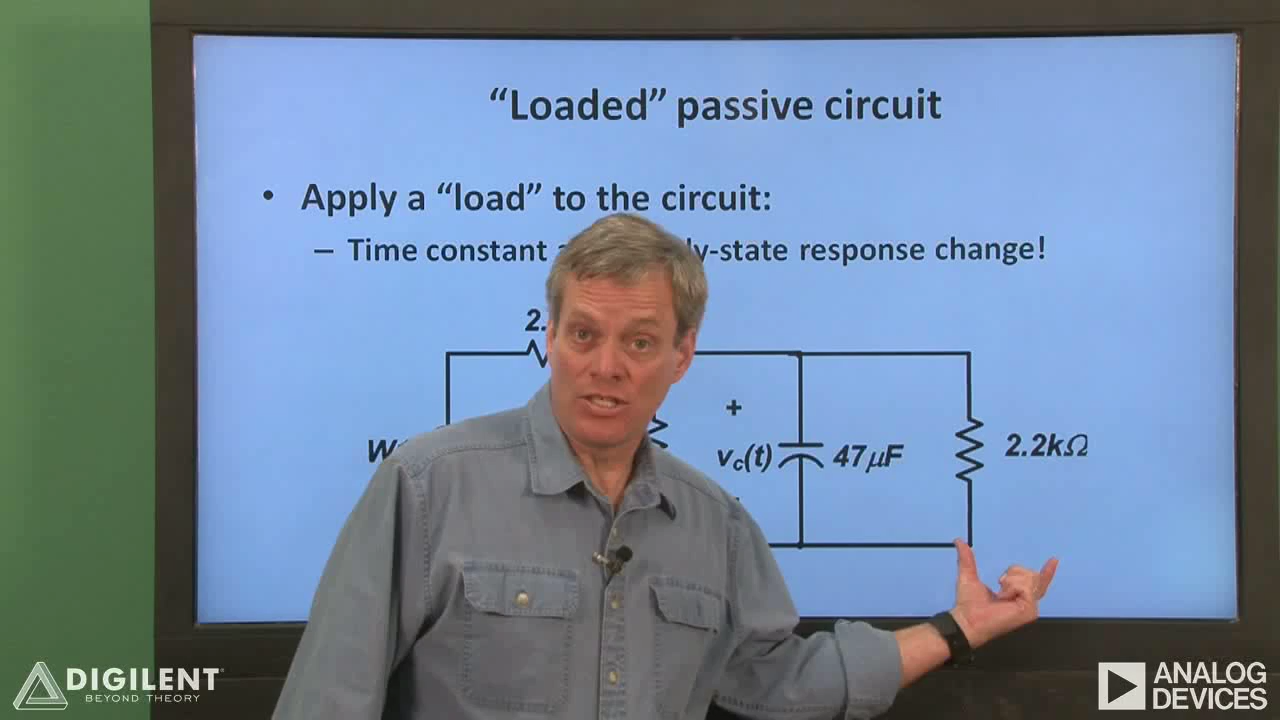 “Loaded” passive circuit
• Apply a “load” to the circuit:
– Time constant -state response change!
2.
+
vc(t)
47μF
2.2kΩ
DIGILENT
BEYOND THEORY
ANALOG
DEVICES